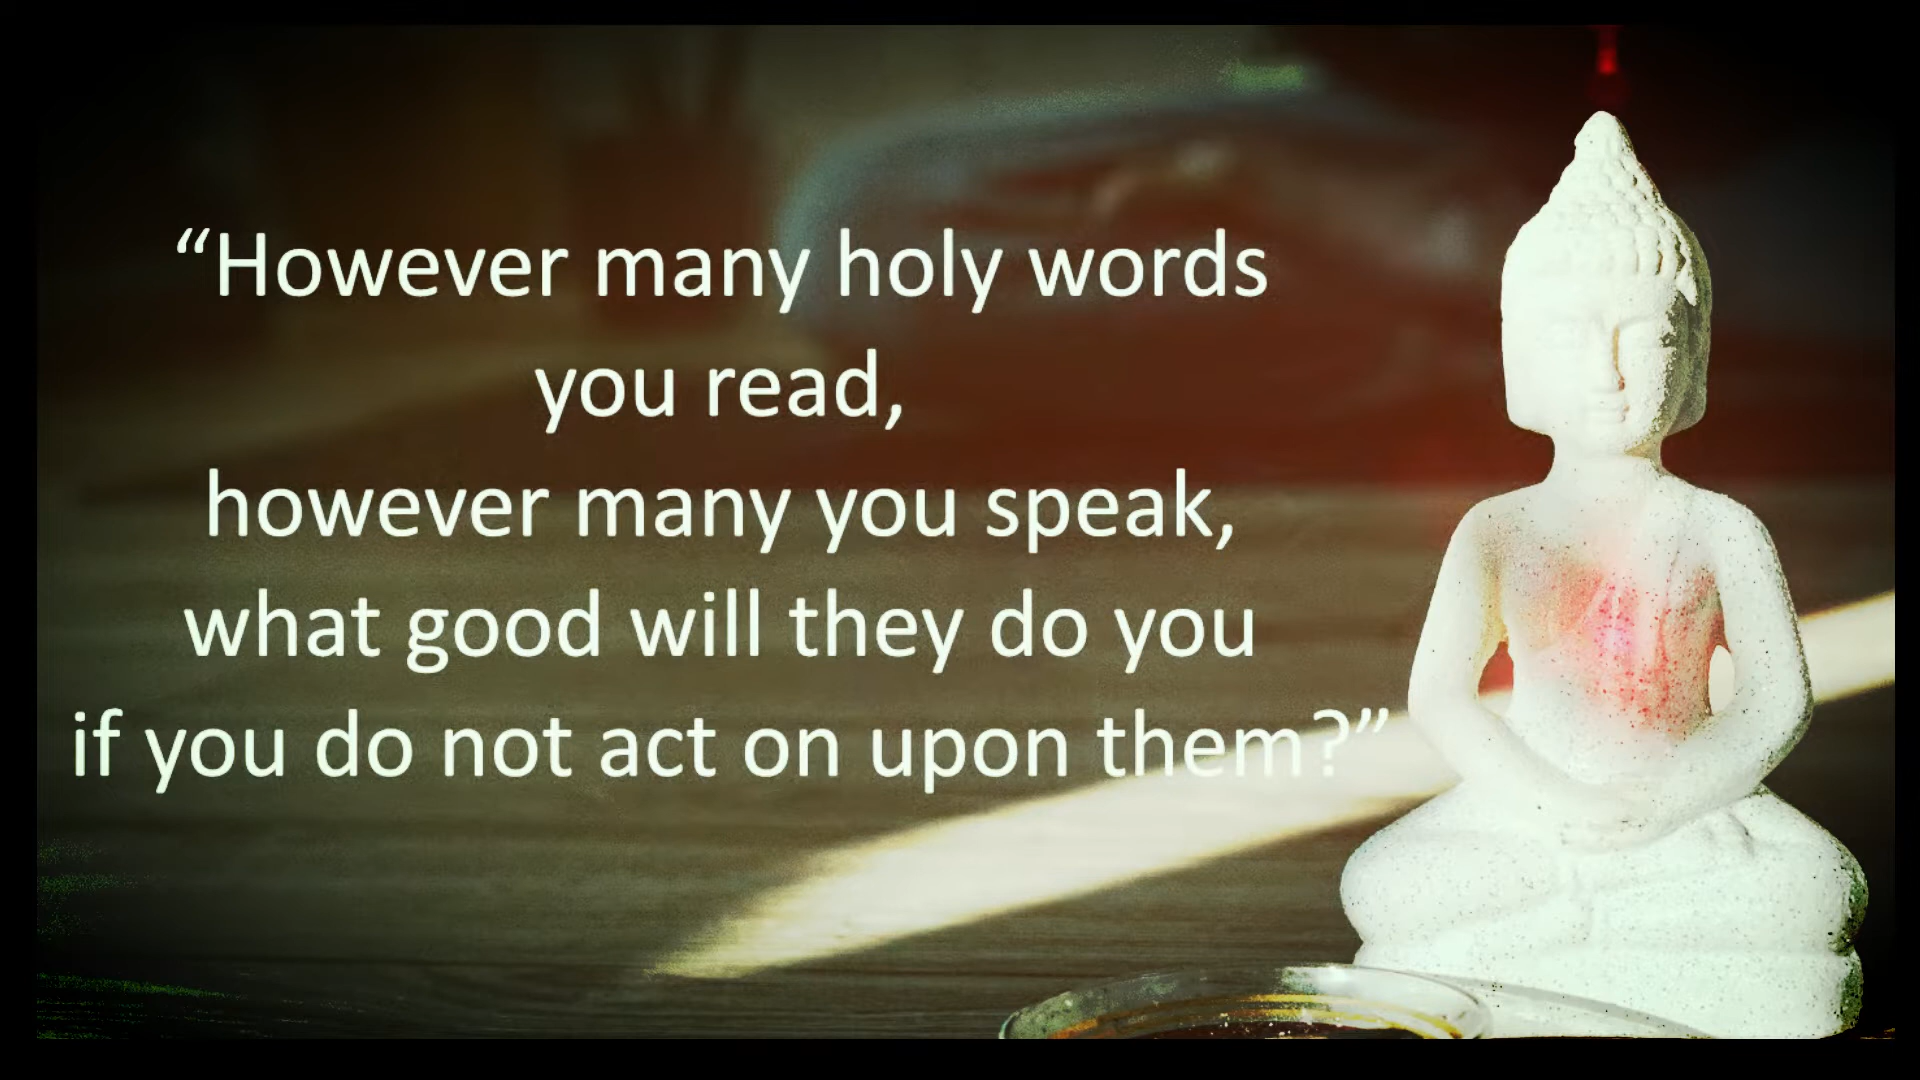 “However many holy words
you read,
however many you speak,
what good will they do you
if you do not act on upon them?”